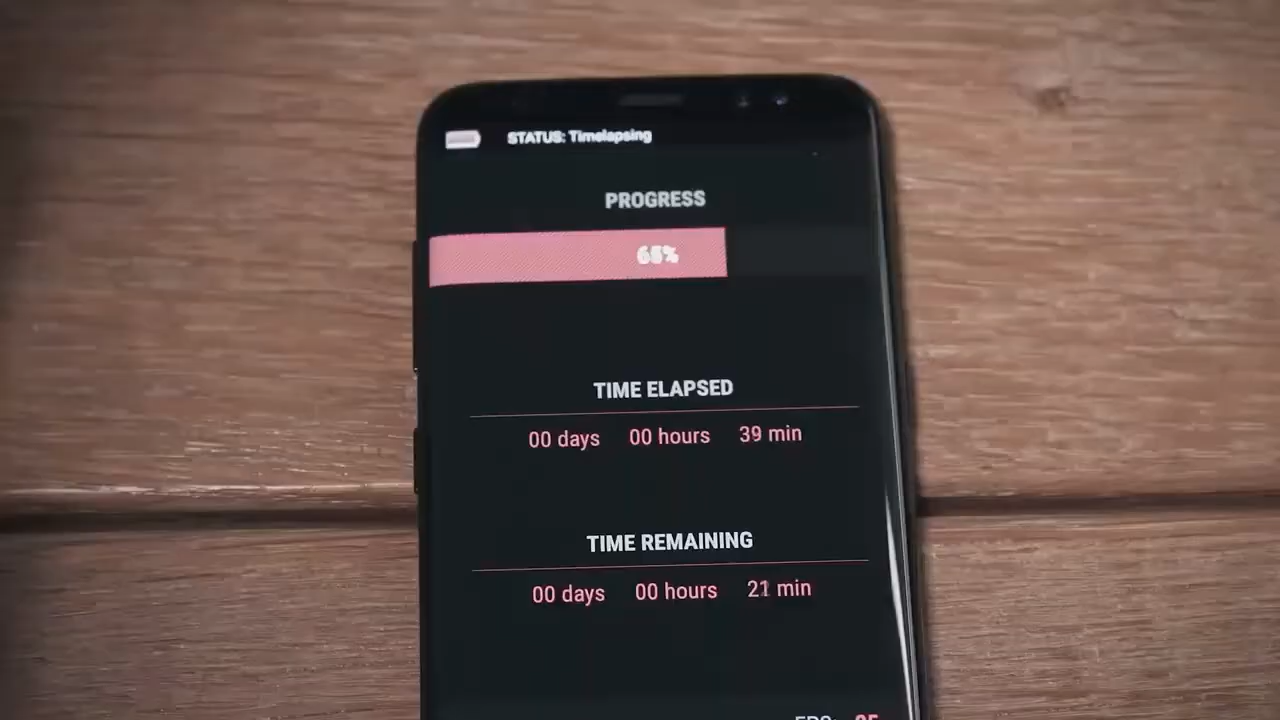 STATUS: Timelapsing
PROGRESS
TIME ELAPSED
00 days 00 hours 39 min
TIME REMAINING
00 days 00 hours 21 min